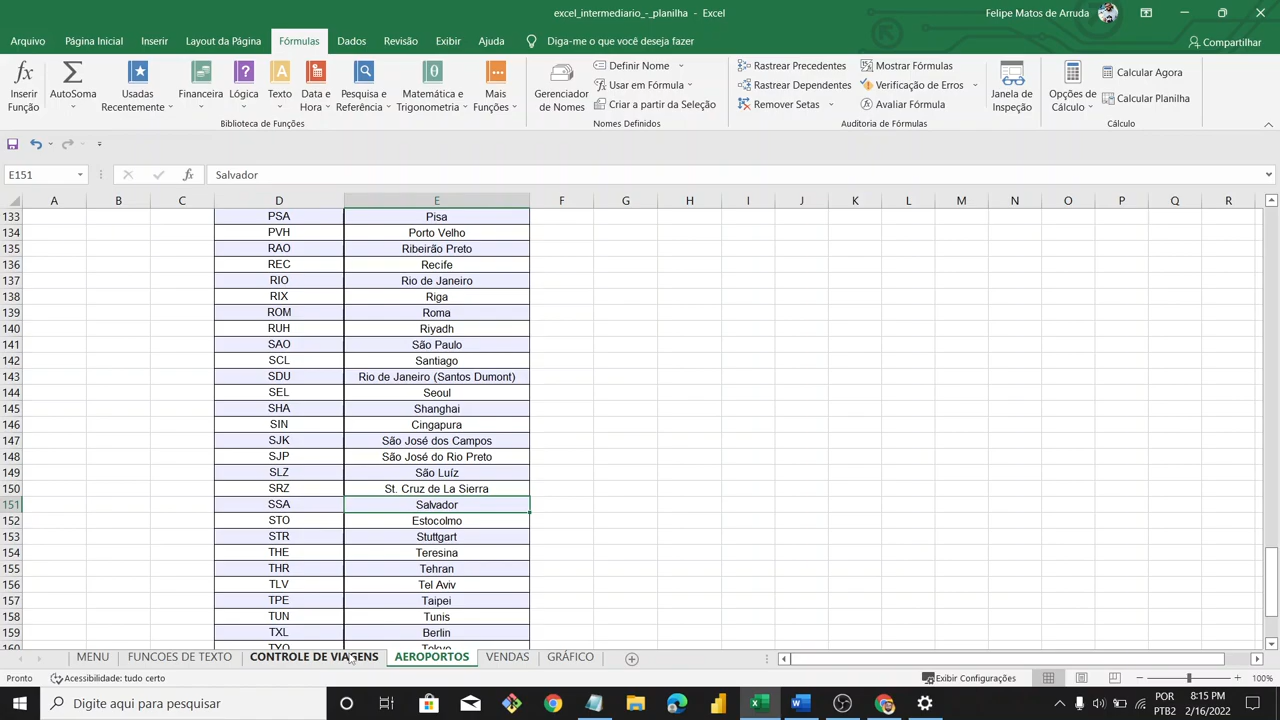 excel_intermediario_-_planilha - Excel
Felipe Matos de Arruda
Arquivo Página Inicial Inserir Layout da Página Fórmulas Dados Revisão Exibir Ajuda Diga-me o que você deseja fazer Compartilhar
Inserir Função
AutoSoma
Usadas Recentemente
Financeira
Lógica
Texto
Data e Hora
Pesquisa e Referência
Matemática e Trigonometria
Mais Funções
Biblioteca de Funções
Gerenciador de Nomes
Definir Nome
Usar em Fórmula
Criar a partir da Seleção
Nomes Definidos
Rastrear Precedentes
Rastrear Dependentes
Remover Setas
Mostrar Fórmulas
Verificação de Erros
Avaliar Fórmula
Auditoria de Fórmulas
Janela de Inspeção
Opções de Cálculo
Calcular Agora
Calcular Planilha
Cálculo
E151 fx Salvador
A B C D E F G H I J K L M N O P Q R
133 PSA Pisa
134 PVH Porto Velho
135 RAO Ribeirão Preto
136 REC Recife
137 RIO Rio de Janeiro
138 RIX Riga
139 ROM Roma
140 RUH Riyadh
141 SAO São Paulo
142 SCL Santiago
143 SDU Rio de Janeiro (Santos Dumont)
144 SEL Seoul
145 SHA Shanghai
146 SIN Cingapura
147 SJK São José dos Campos
148 SJP São José do Rio Preto
149 SLZ São Luíz
150 SRZ St. Cruz de La Sierra
151 SSA Salvador
152 STO Estocolmo
153 STR Stuttgart
154 THE Teresina
155 THR Tehran
156 TLV Tel Aviv
157 TPE Taipei
158 TUN Tunis
159 TXL Berlin
160 TYO Tokyo
MENU FUNCOES DE TEXTO CONTROLE DE VIAGENS AEROPORTOS VENDAS GRÁFICO
Pronto Acessibilidade: tudo certo Exibir Configurações 100%
Digite aqui para pesquisar
POR 8:15 PM
PTB2 2/16/2022